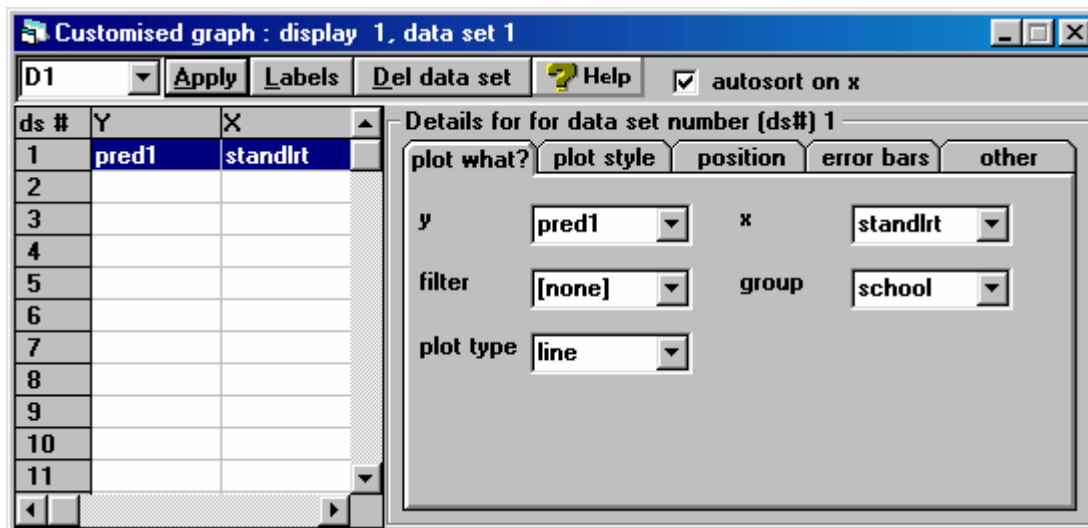 Customised graph : display 1, data set 1
D1 Apply Labels Del data set Help autosort on x
ds # Y X
1 pred1 standlrt
2
3
4
5
6
7
8
9
10
11
Details for for data set number (ds#) 1
plot what? plot style position error bars other
y pred1 x standlrt
filter [none] group school
plot type line